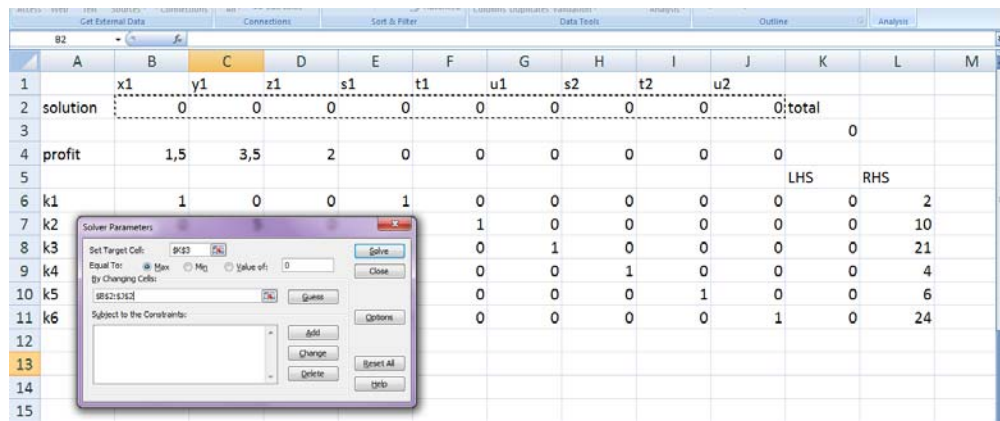 Get External Data Connections Sort & Filter Data Tools Outline Analysis
B2 fx
A B C D E F G H I J K L M
1 x1 y1 z1 s1 t1 u1 s2 t2 u2
2 solution 0 0 0 0 0 0 0 0 0 total
3 0
4 profit 1,5 3,5 2 0 0 0 0 0 0
5 LHS RHS
6 k1 1 0 0 1 0 0 0 0 0 0 2
7 k2 1 0 0 0 0 0 10
8 k3 0 1 0 0 0 0 21
9 k4 0 0 1 0 0 0 4
10 k5 0 0 0 1 0 0 6
11 k6 0 0 0 0 1 0 24
12
13
14
15
Solver Parameters
Set Target Cell: $K$3 Solve
Equal To: Max Min Value of: 0 Close
By Changing Cells:
$B$2:$J$2 Guess
Subject to the Constraints: Options
Add
Change
Delete
Reset All
Help